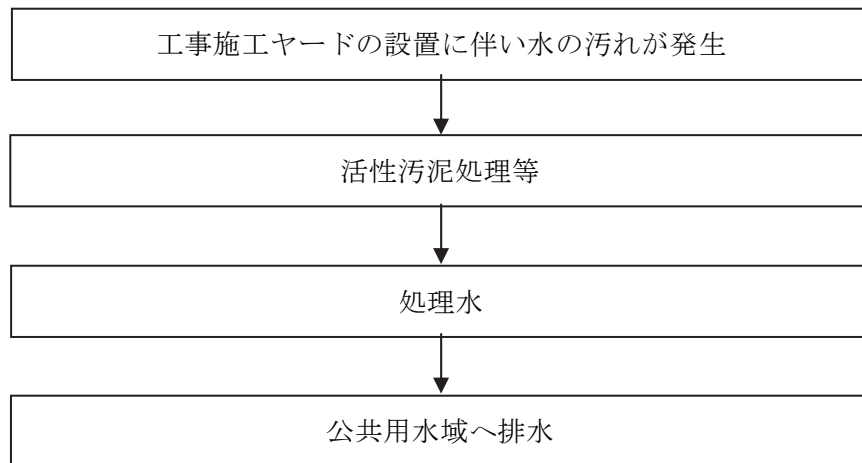 工事施工ヤードの設置に伴い水の汚れが発生
活性汚泥処理等
処理水
公共用水域へ排水